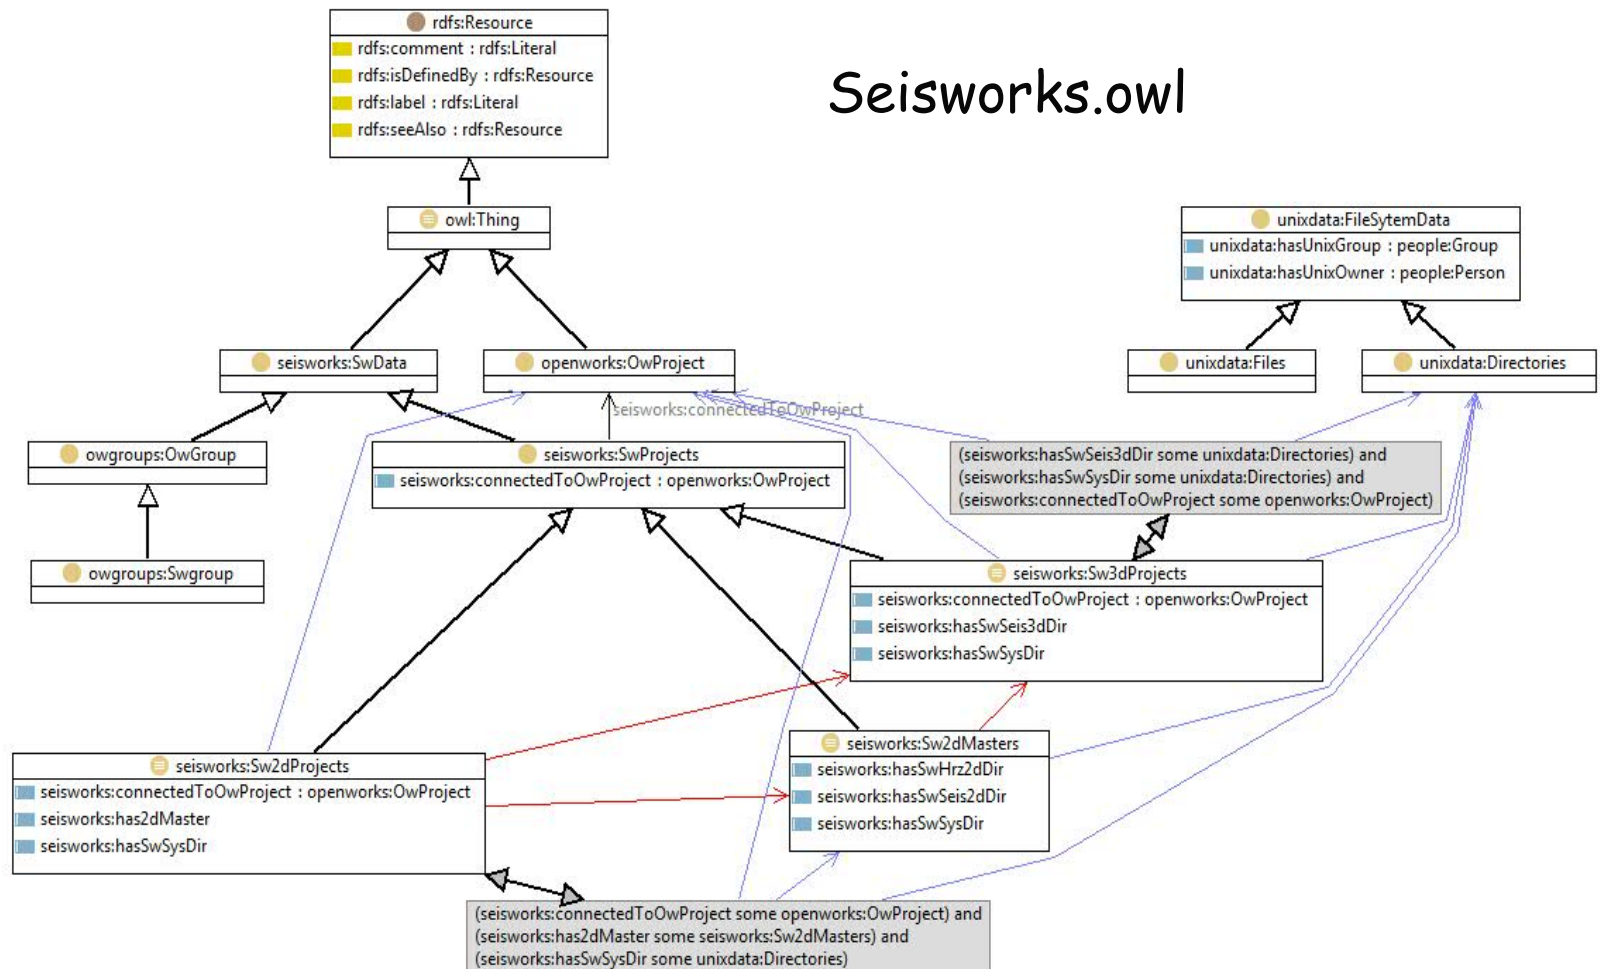 rdfs:Resource
rdfs:comment : rdfs:Literal
rdfs:isDefinedBy : rdfs:Resource
rdfs:label : rdfs:Literal
rdfs:seeAlso : rdfs:Resource
Seisworks.owl
owl:Thing
unixdata:FileSytemData
unixdata:hasUnixGroup : people:Group
unixdata:hasUnixOwner : people:Person
seisworks:SwData
openworks:OwProject
unixdata:Files
unixdata:Directories
seisworks:connectedToOwProject
owgroups:OwGroup
seisworks:SwProjects
seisworks:connectedToOwProject : openworks:OwProject
(seisworks:hasSwSeis3dDir some unixdata:Directories) and
(seisworks:hasSwSysDir some unixdata:Directories) and
(seisworks:connectedToOwProject some openworks:OwProject)
owgroups:Swgroup
seisworks:Sw3dProjects
seisworks:connectedToOwProject : openworks:OwProject
seisworks:hasSwSeis3dDir
seisworks:hasSwSysDir
seisworks:Sw2dMasters
seisworks:hasSwHrz2dDir
seisworks:hasSwSeis2dDir
seisworks:hasSwSysDir
seisworks:Sw2dProjects
seisworks:connectedToOwProject : openworks:OwProject
seisworks:has2dMaster
seisworks:hasSwSysDir
(seisworks:connectedToOwProject some openworks:OwProject) and
(seisworks:has2dMaster some seisworks:Sw2dMasters) and
(seisworks:hasSwSysDir some unixdata:Directories)